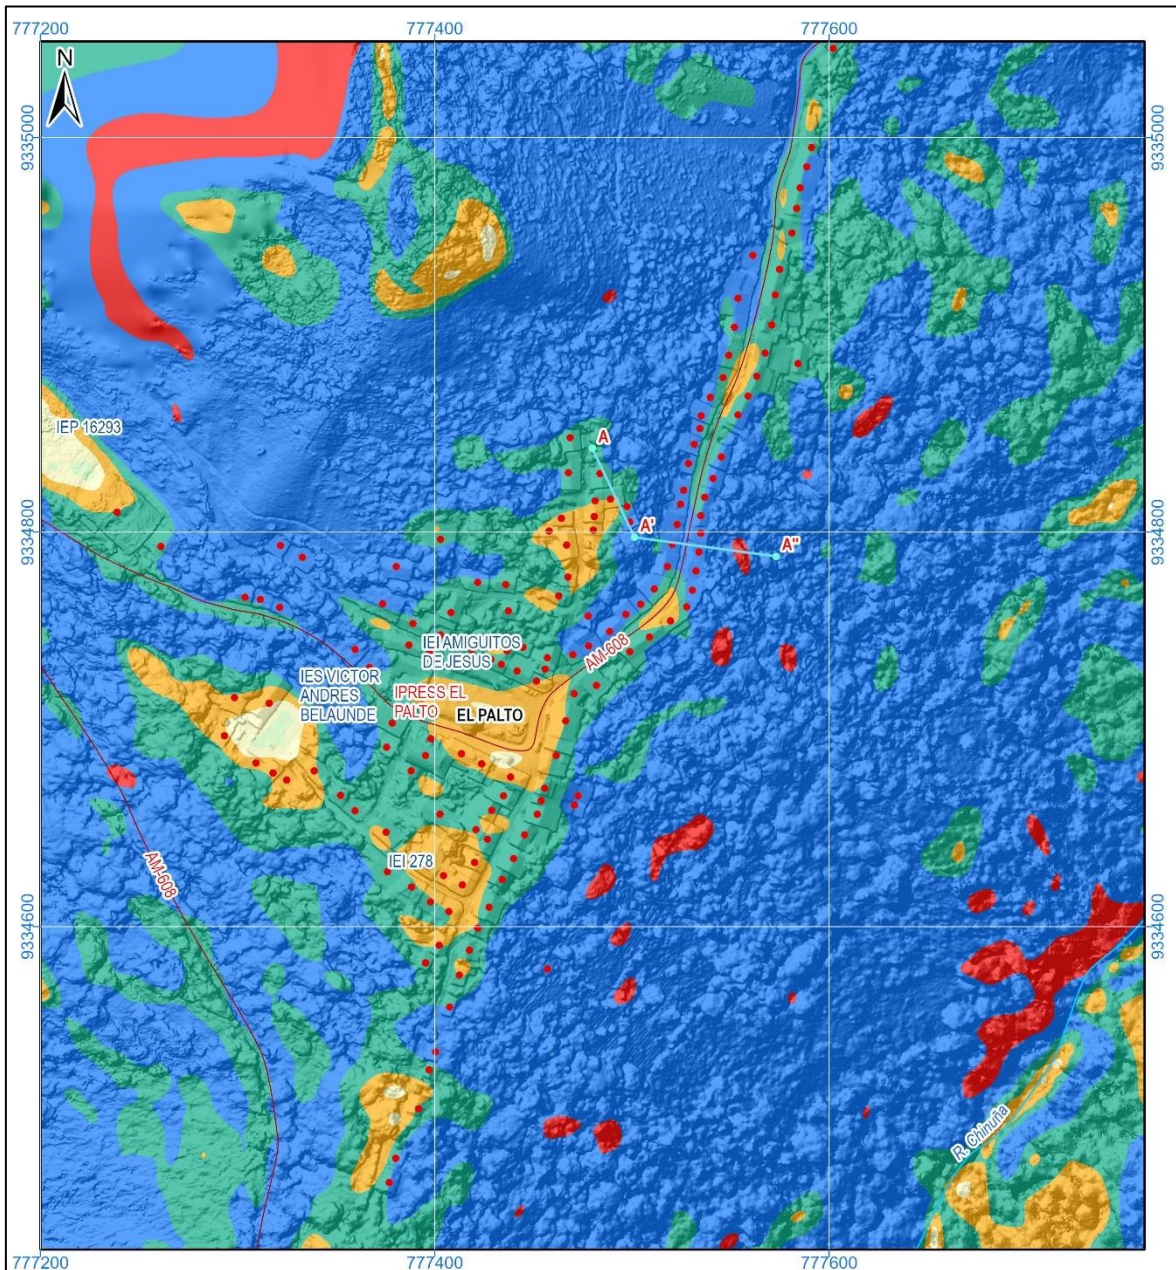 777200
777400
777600
N
9335000
9335000
IEP 16293
A
9334800
9334800
A'
A"
AM-608
IEI AMIGUITOS
DE JESUS
IES VICTOR
ANDRES
BELAUNDE
IPRESS EL
PALTO
EL PALTO
AM-608
IEI 278
9334600
9334600
R. Chinuña
777200
777400
777600